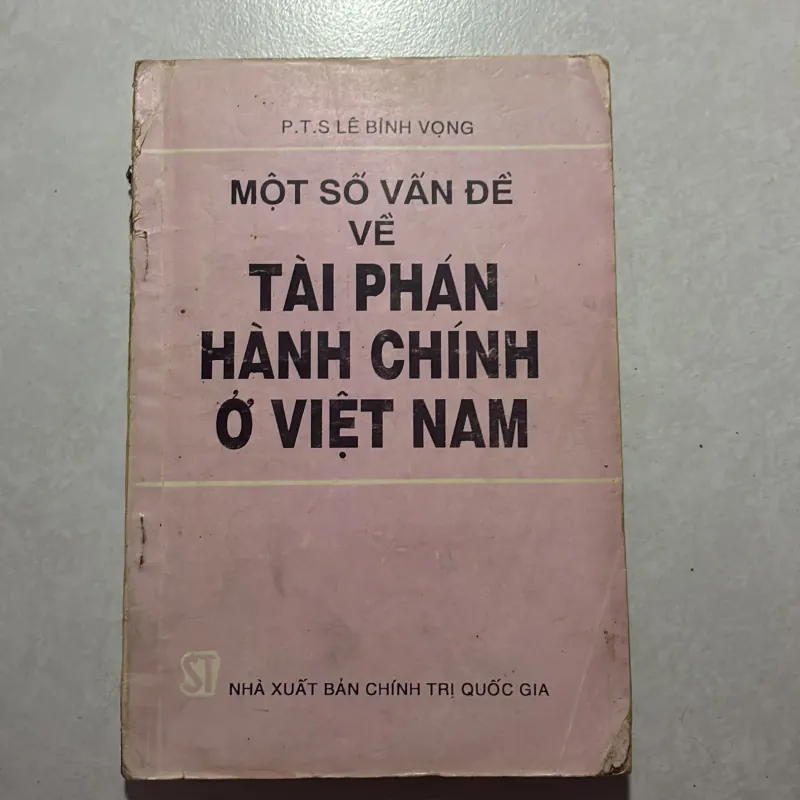 P.T.S LÊ BỈNH VỌNG
MỘT SỐ VẤN ĐỀ
VỀ
TÀI PHÁN
HÀNH CHÍNH
Ở VIỆT NAM
ST NHÀ XUẤT BẢN CHÍNH TRỊ QUỐC GIA